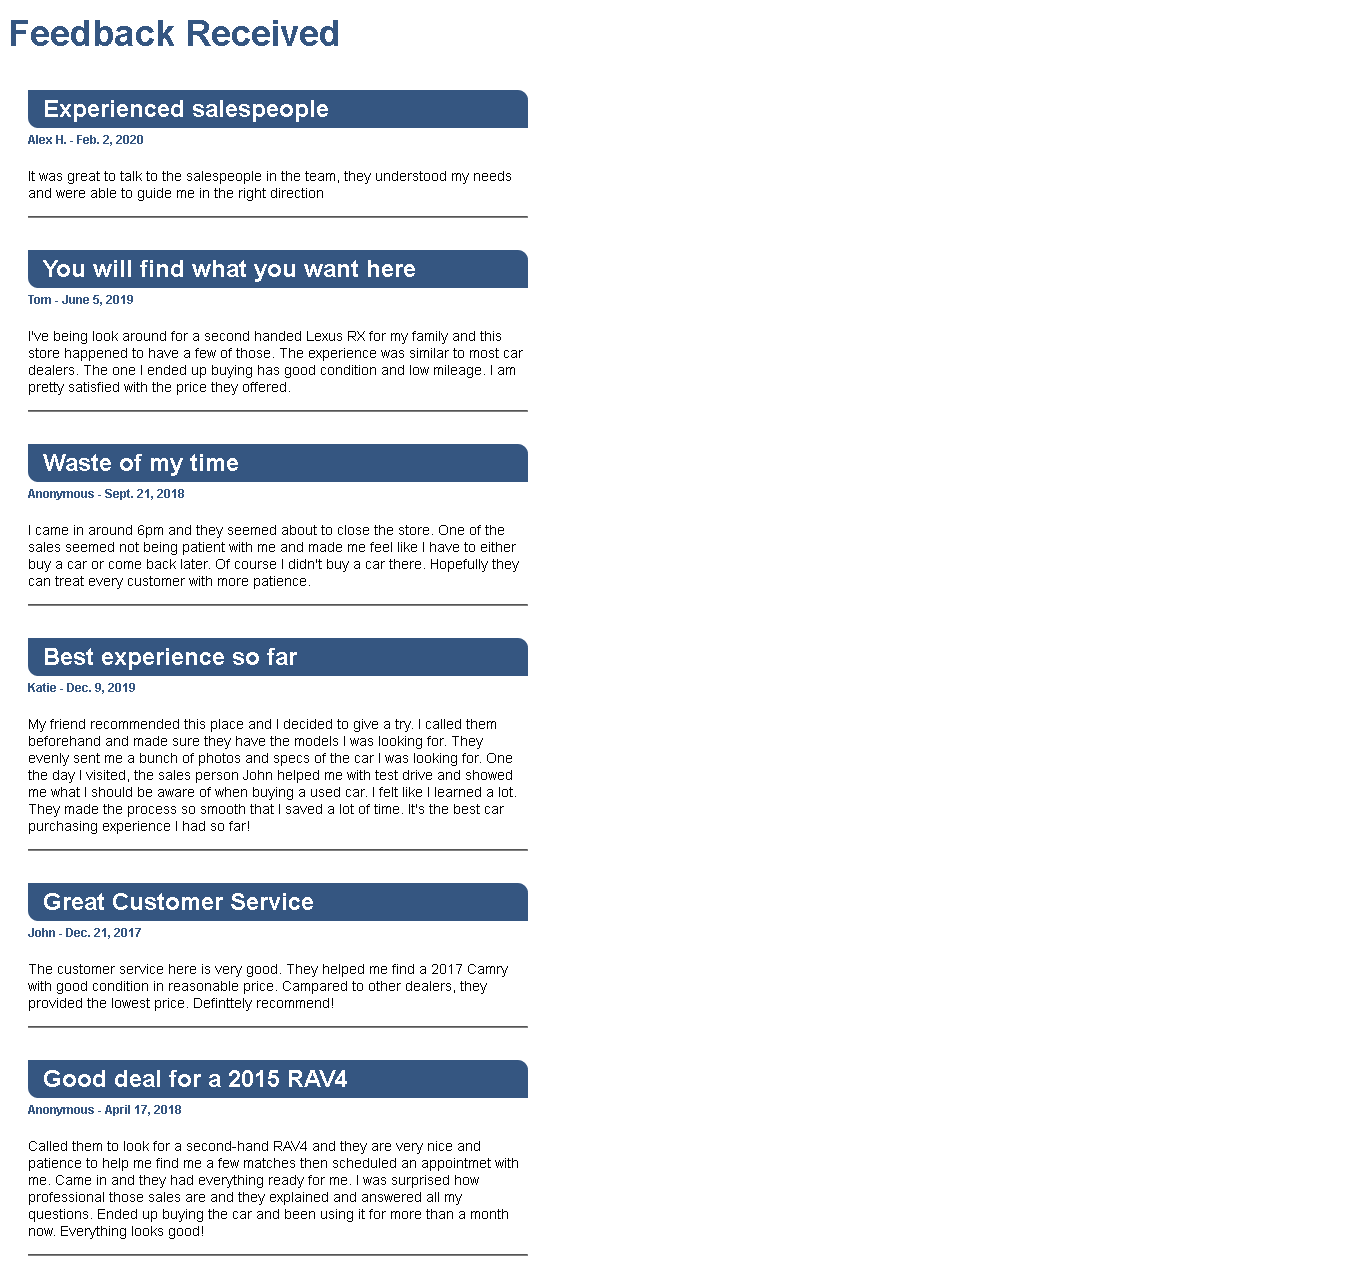 Feedback Received
Experienced salespeople
Alex H. - Feb. 2, 2020
It was great to talk to the salespeople in the team, they understood my needs
and were able to guide me in the right direction
You will find what you want here
Tom - June 5, 2019
I've being look around for a second handed Lexus RX for my family and this
store happened to have a few of those. The experience was similar to most car
dealers. The one I ended up buying has good condition and low mileage. I am
pretty satisfied with the price they offered.
Waste of my time
Anonymous - Sept. 21, 2018
I came in around 6pm and they seemed about to close the store. One of the
sales seemed not being patient with me and made me feel like I have to either
buy a car or come back later. Of course I didn't buy a car there. Hopefully they
can treat every customer with more patience.
Best experience so far
Katie - Dec. 9, 2019
My friend recommended this place and I decided to give a try. I called them
beforehand and made sure they have the models I was looking for. They
evenly sent me a bunch of photos and specs of the car I was looking for. One
the day I visited, the sales person John helped me with test drive and showed
me what I should be aware of when buying a used car. I felt like I learned a lot.
They made the process so smooth that I saved a lot of time. It's the best car
purchasing experience I had so far!
Great Customer Service
John - Dec. 21, 2017
The customer service here is very good. They helped me find a 2017 Camry
with good condition in reasonable price. Campared to other dealers, they
provided the lowest price. Definttely recommend!
Good deal for a 2015 RAV4
Anonymous - April 17, 2018
Called them to look for a second-hand RAV4 and they are very nice and
patience to help me find me a few matches then scheduled an appointmet with
me. Came in and they had everything ready for me. I was surprised how
professional those sales are and they explained and answered all my
questions. Ended up buying the car and been using it for more than a month
now. Everything looks good!